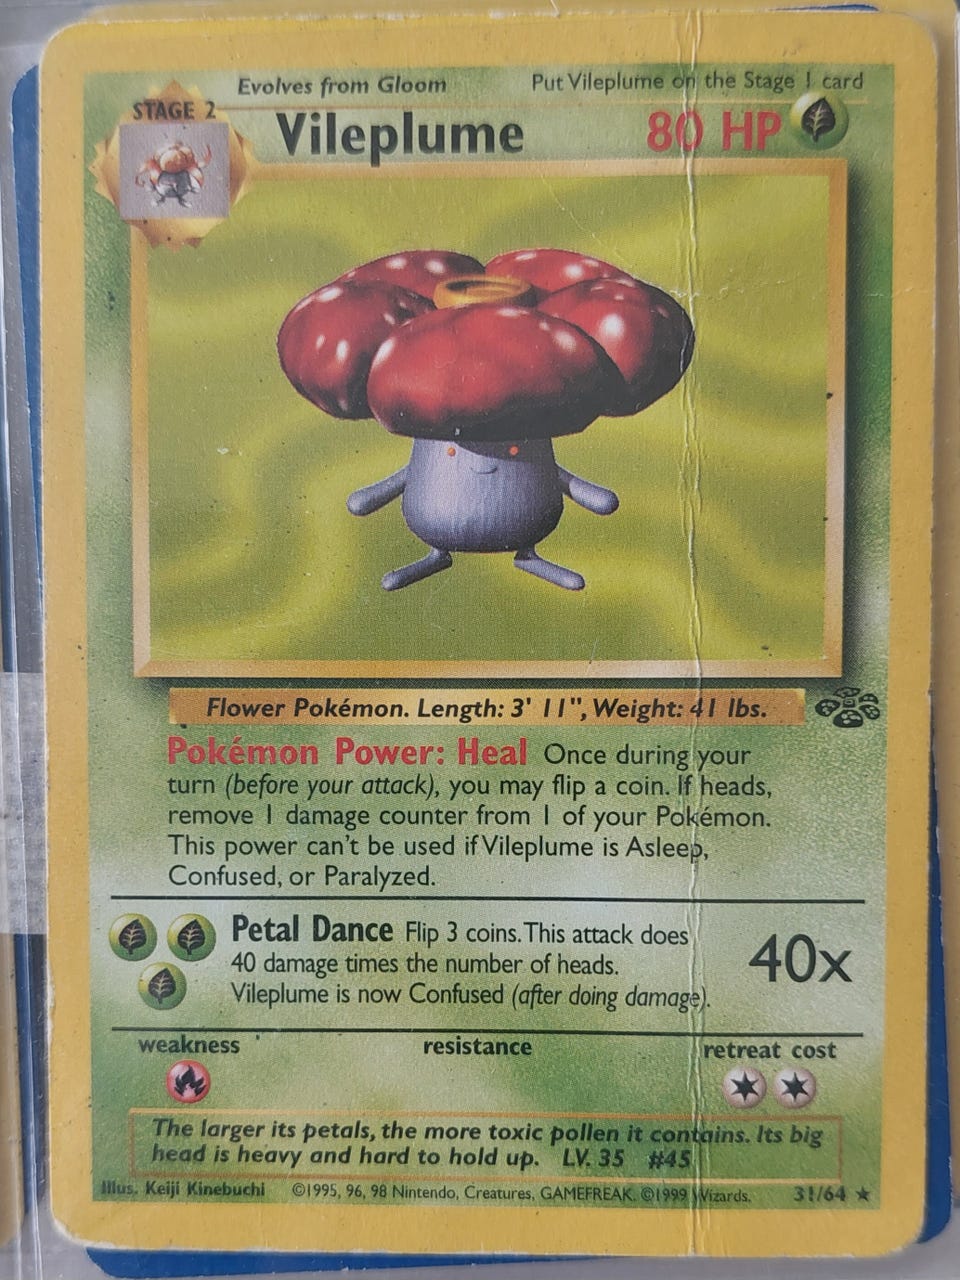 Evolves from Gloom Put Vileplume on the Stage 1 card
STAGE 2
Vileplume 80 HP
Flower Pokémon. Length: 3' 11", Weight: 41 lbs.
Pokémon Power: Heal Once during your
turn (before your attack), you may flip a coin. If heads,
remove 1 damage counter from 1 of your Pokémon.
This power can't be used if Vileplume is Asleep,
Confused, or Paralyzed.
Petal Dance Flip 3 coins. This attack does
40 damage times the number of heads.
Vileplume is now Confused (after doing damage).
40x
weakness resistance retreat cost
The larger its petals, the more toxic pollen it contains. Its big
head is heavy and hard to hold up. LV. 35 #45
Illus. Keiji Kinebuchi ©1995, 96, 98 Nintendo, Creatures, GAMEFREAK. ©1999 Wizards. 31/64 ★